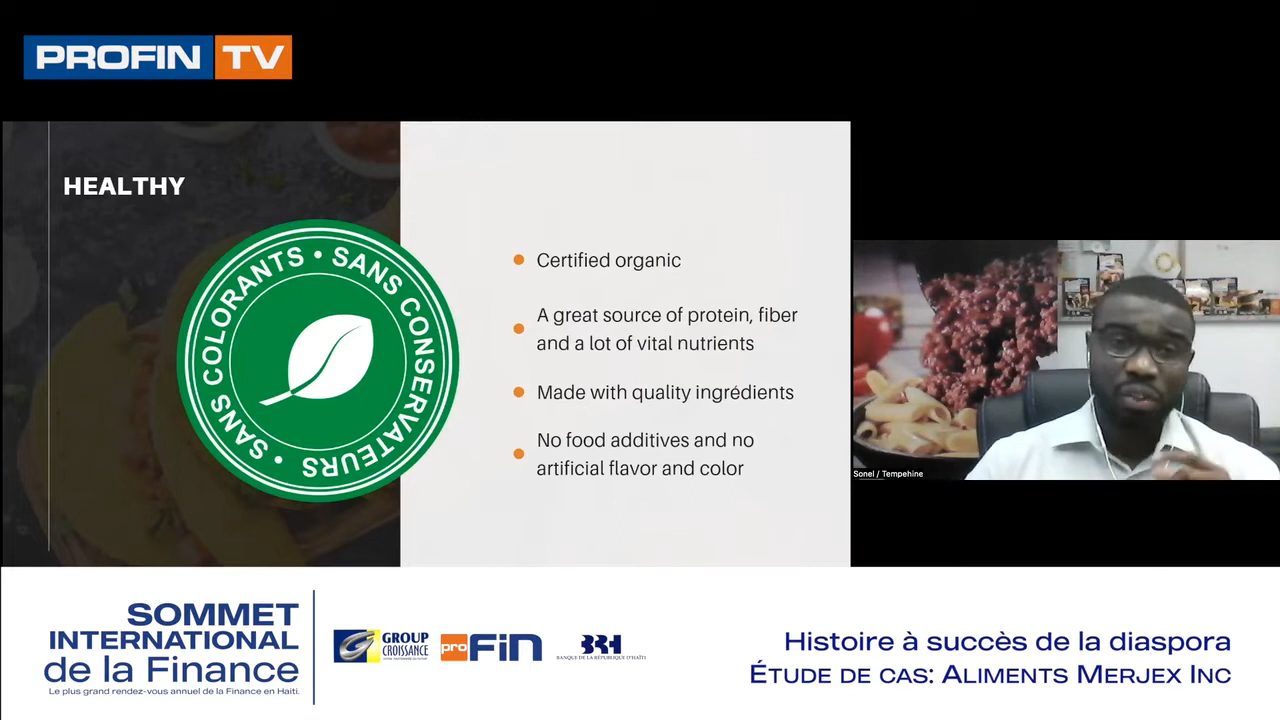 PROFIN TV
HEALTHY
SANS COLORANTS • SANS CONSERVATEURS •
Certified organic
A great source of protein, fiber
and a lot of vital nutrients
Made with quality ingrédients
No food additives and no
artificial flavor and color
Sonel / Tempehine
SOMMET
INTERNATIONAL
de la Finance
Le plus grand rendez-vous annuel de la Finance en Haïti.
GROUP
CROISSANCE
proFin
BRH
BANQUE DE LA RÉPUBLIQUE D'HAÏTI
Histoire à succès de la diaspora
ÉTUDE DE CAS: ALIMENTS MERJEX INC